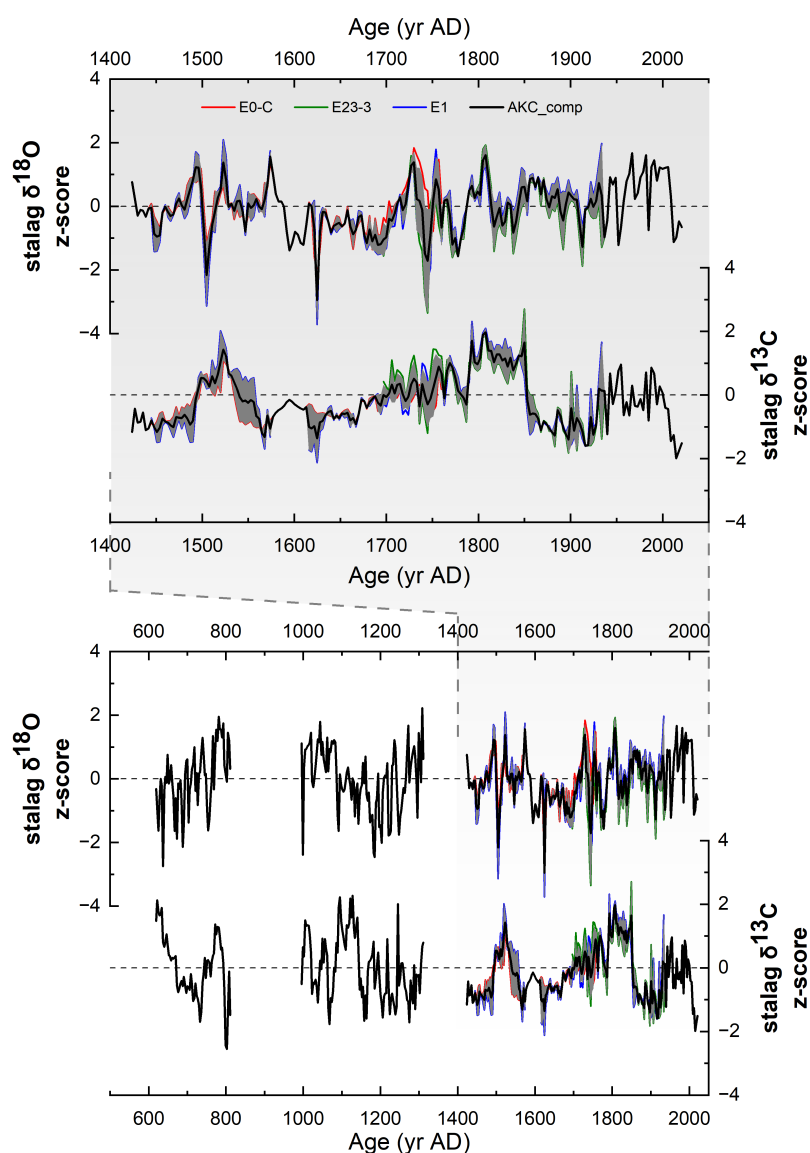 Age (yr AD)
1400 1500 1600 1700 1800 1900 2000
E0-C E23-3 E1 AKC_comp
4
2
0
−2
−4
stalag δ18O
z-score
4
2
0
−2
−4
stalag δ13C
z-score
1400 1500 1600 1700 1800 1900 2000
Age (yr AD)
600 800 1000 1200 1400 1600 1800 2000
4
2
0
−2
−4
stalag δ18O
z-score
4
2
0
−2
−4
stalag δ13C
z-score
600 800 1000 1200 1400 1600 1800 2000
Age (yr AD)